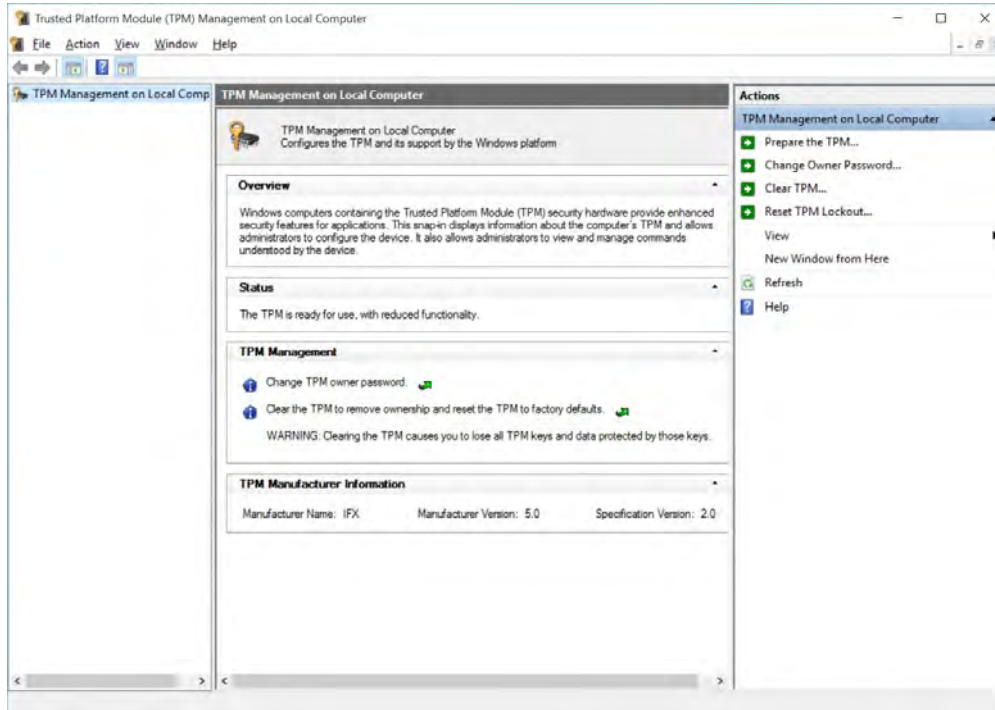 Trusted Platform Module (TPM) Management on Local Computer
File Action View Window Help
TPM Management on Local Comp
TPM Management on Local Computer
TPM Management on Local Computer
Configures the TPM and its support by the Windows platform
Overview
Windows computers containing the Trusted Platform Module (TPM) security hardware provide enhanced
security features for applications. This snap-in displays information about the computer's TPM and allows
administrators to configure the device. It also allows administrators to view and manage commands
understood by the device.
Status
The TPM is ready for use, with reduced functionality.
TPM Management
Change TPM owner password.
Clear the TPM to remove ownership and reset the TPM to factory defaults.
WARNING: Clearing the TPM causes you to lose all TPM keys and data protected by those keys.
TPM Manufacturer Information
Manufacturer Name: IFX Manufacturer Version: 5.0 Specification Version: 2.0
Actions
TPM Management on Local Computer
Prepare the TPM...
Change Owner Password...
Clear TPM...
Reset TPM Lockout...
View
New Window from Here
Refresh
Help